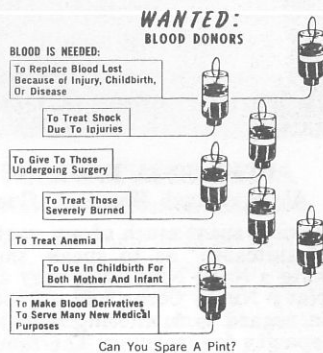 WANTED:
BLOOD DONORS
BLOOD IS NEEDED:
To Replace Blood Lost
Because of Injury, Childbirth,
Or Disease
To Treat Shock
Due To Injuries
To Give To Those
Undergoing Surgery
To Treat Those
Severely Burned
To Treat Anemia
To Use In Childbirth For
Both Mother And Infant
To Make Blood Derivatives
To Serve Many New Medical
Purposes
Can You Spare A Pint?